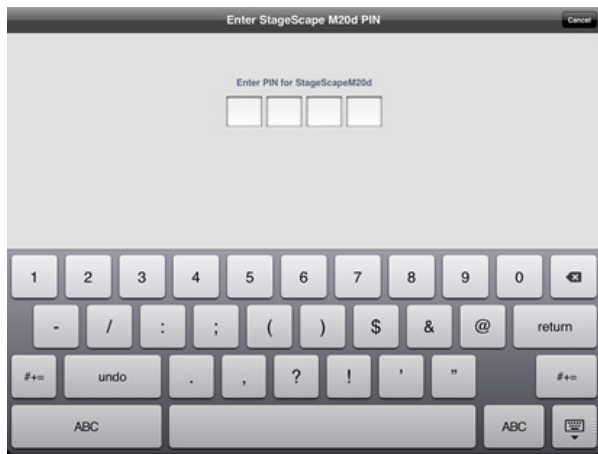 Enter StageScape M20d PIN Cancel
Enter PIN for StageScapeM20d
1 2 3 4 5 6 7 8 9 0
- / : ; ( ) $ & @ return
#+= undo . , ? ! ' " #+=
ABC ABC